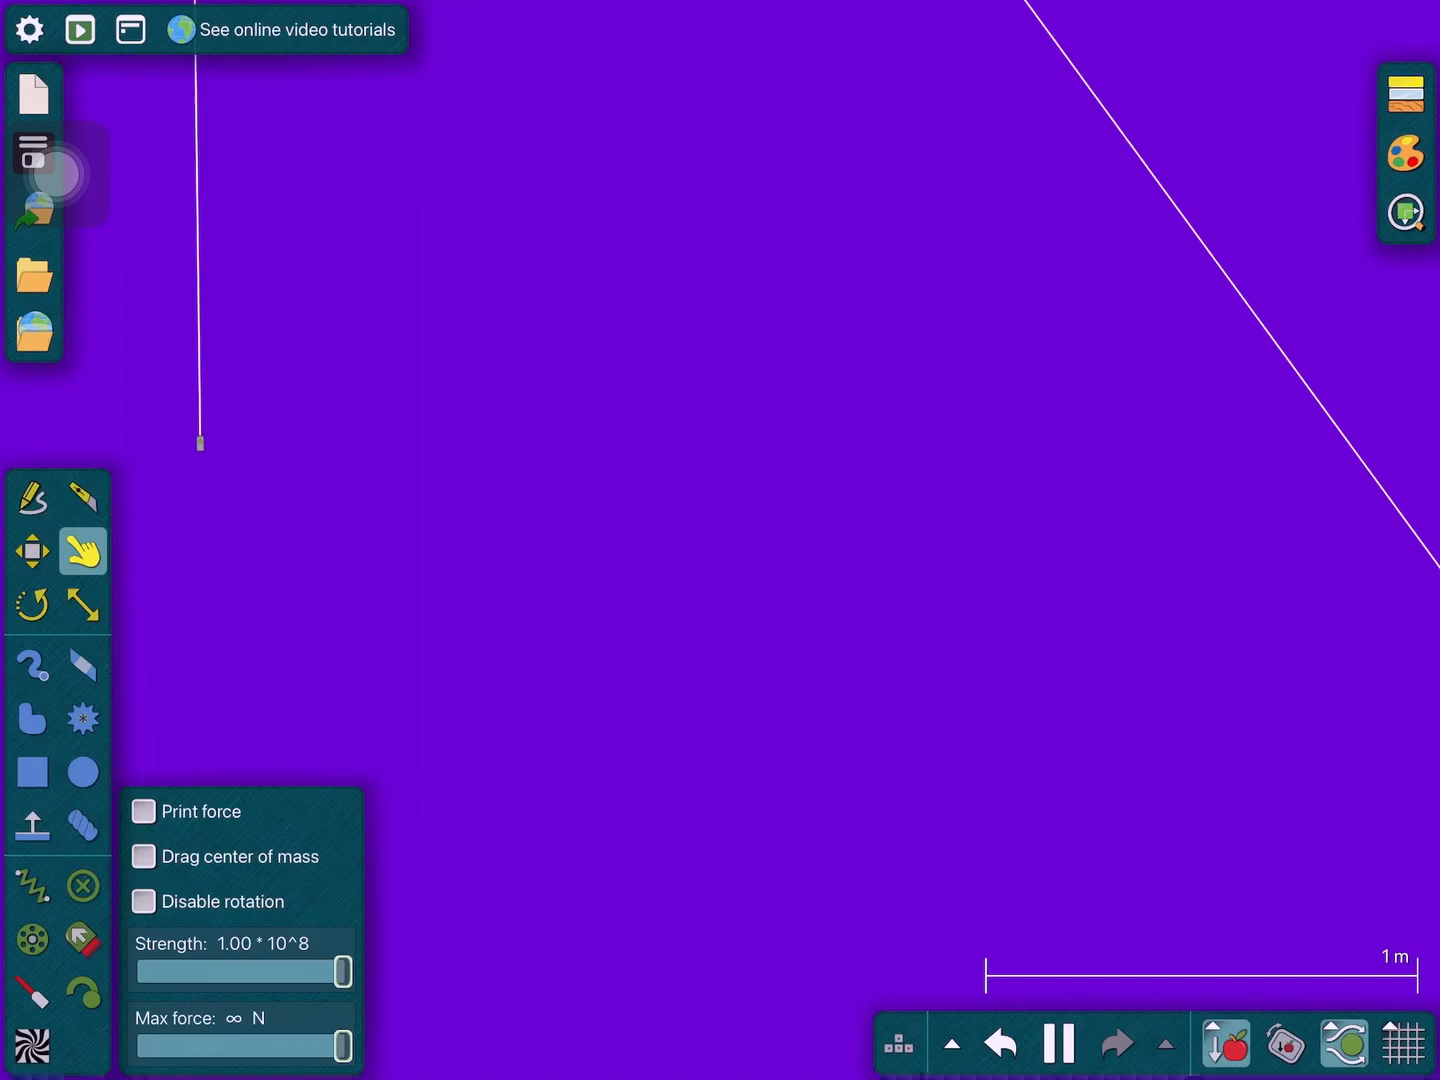 See online video tutorials
Print force
Drag center of mass
Disable rotation
Strength: 1.00 * 10^8
Max force: ∞ N
1 m